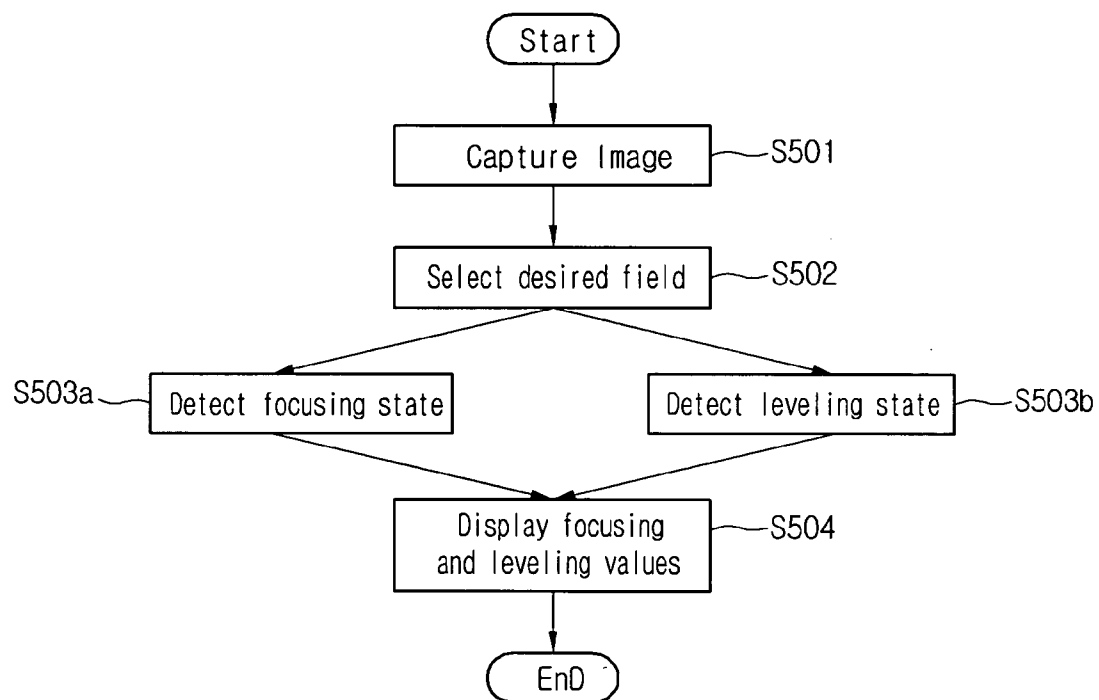 Start
Capture Image
S501
Select desired field
S502
S503a
Detect focusing state
Detect leveling state
S503b
Display focusing
and leveling values
S504
EnD